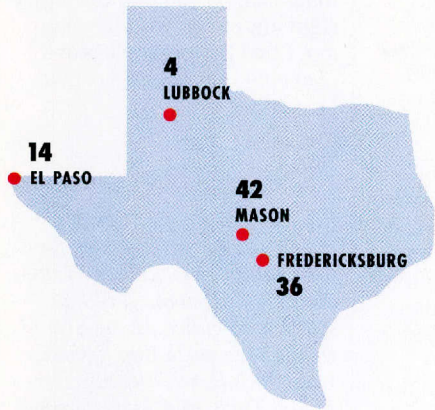 4
LUBBOCK
14
EL PASO
42
MASON
FREDERICKSBURG
36